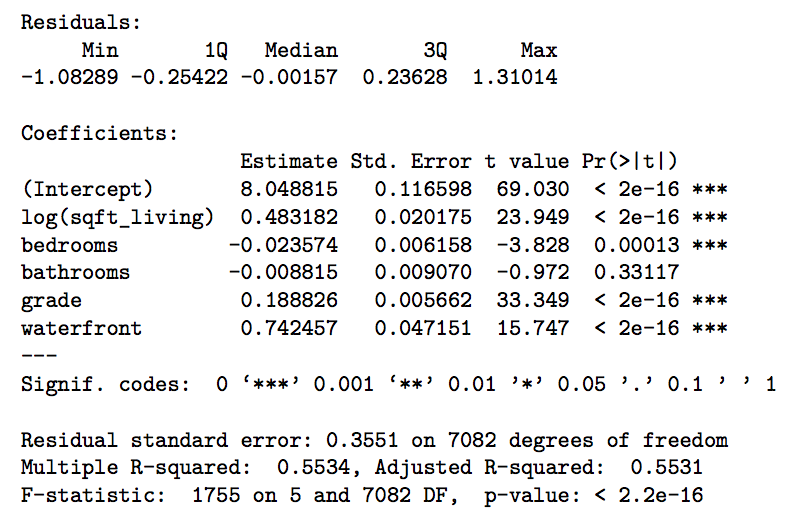 Residuals:
Min 1Q Median 3Q Max
-1.08289 -0.25422 -0.00157 0.23628 1.31014
Coefficients:
Estimate Std. Error t value Pr(>|t|)
(Intercept) 8.048815 0.116598 69.030 < 2e-16 ***
log(sqft_living) 0.483182 0.020175 23.949 < 2e-16 ***
bedrooms -0.023574 0.006158 -3.828 0.00013 ***
bathrooms -0.008815 0.009070 -0.972 0.33117
grade 0.188826 0.005662 33.349 < 2e-16 ***
waterfront 0.742457 0.047151 15.747 < 2e-16 ***
---
Signif. codes: 0 ‘***’ 0.001 ‘**’ 0.01 ’*’ 0.05 ’.’ 0.1 ’ ’ 1
Residual standard error: 0.3551 on 7082 degrees of freedom
Multiple R-squared: 0.5534, Adjusted R-squared: 0.5531
F-statistic: 1755 on 5 and 7082 DF, p-value: < 2.2e-16